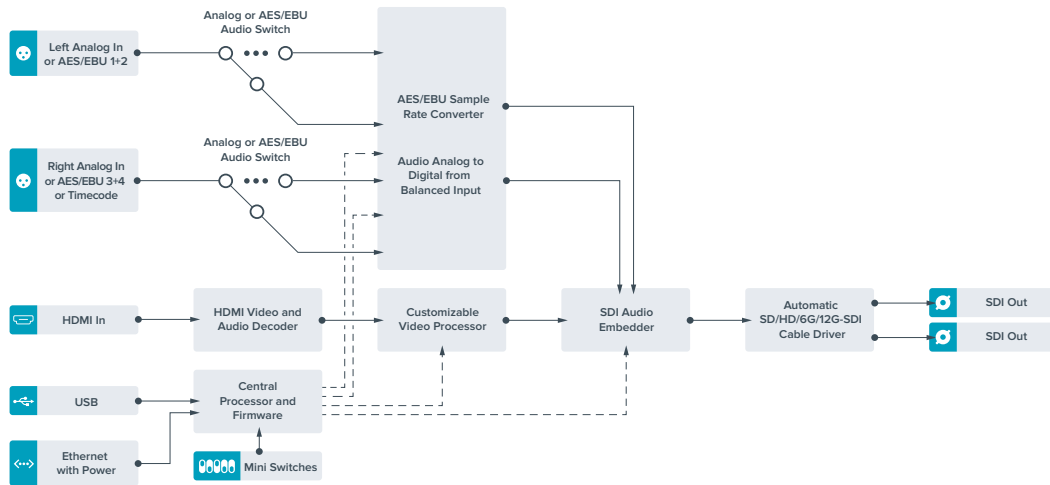 Analog or AES/EBU
Audio Switch
Left Analog In
or AES/EBU 1+2
AES/EBU Sample
Rate Converter
Analog or AES/EBU
Audio Switch
Right Analog In
or AES/EBU 3+4
or Timecode
Audio Analog to
Digital from
Balanced Input
HDMI In
HDMI Video and
Audio Decoder
Customizable
Video Processor
SDI Audio
Embedder
Automatic
SD/HD/6G/12G-SDI
Cable Driver
SDI Out
SDI Out
USB
Central
Processor and
Firmware
Ethernet
with Power
Mini Switches